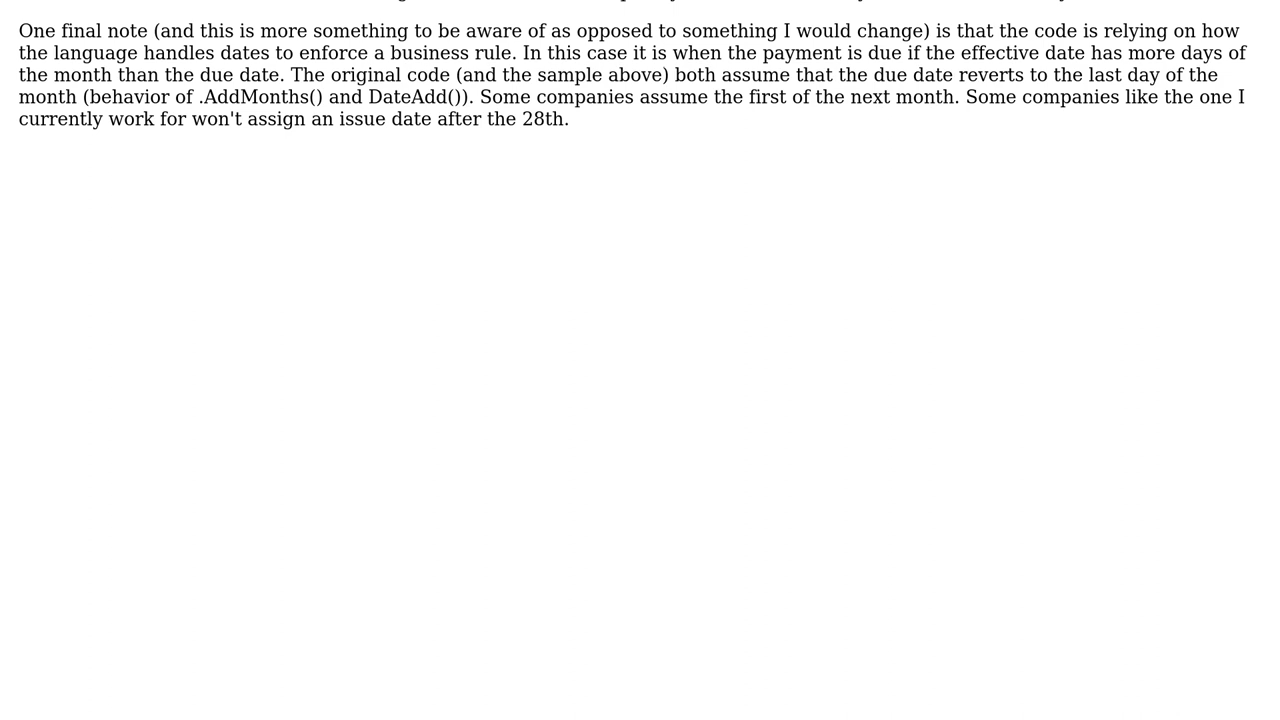 One final note (and this is more something to be aware of as opposed to something I would change) is that the code is relying on how
the language handles dates to enforce a business rule. In this case it is when the payment is due if the effective date has more days of
the month than the due date. The original code (and the sample above) both assume that the due date reverts to the last day of the
month (behavior of .AddMonths() and DateAdd()). Some companies assume the first of the next month. Some companies like the one I
currently work for won't assign an issue date after the 28th.